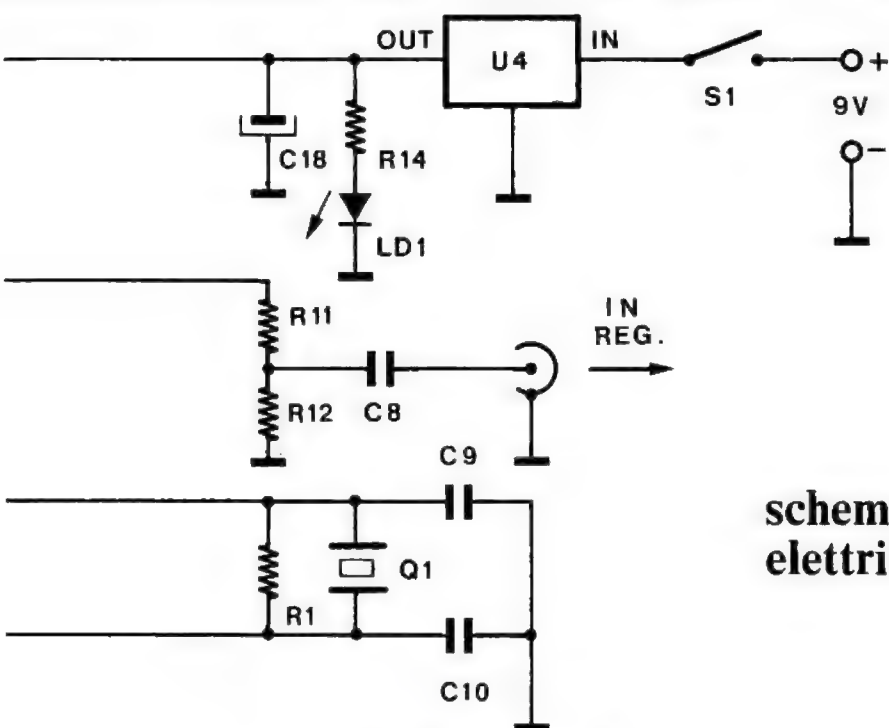 OUT
U4
IN
S1
+
9V
-
C18
R14
LD1
R11
IN
REG.
R12
C8
C9
schem
elettri
Q1
R1
C10